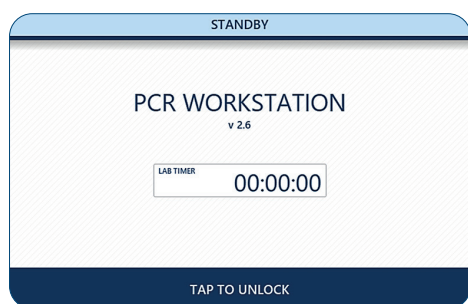 STANDBY
PCR WORKSTATION
v 2.6
LAB TIMER
00:00:00
TAP TO UNLOCK